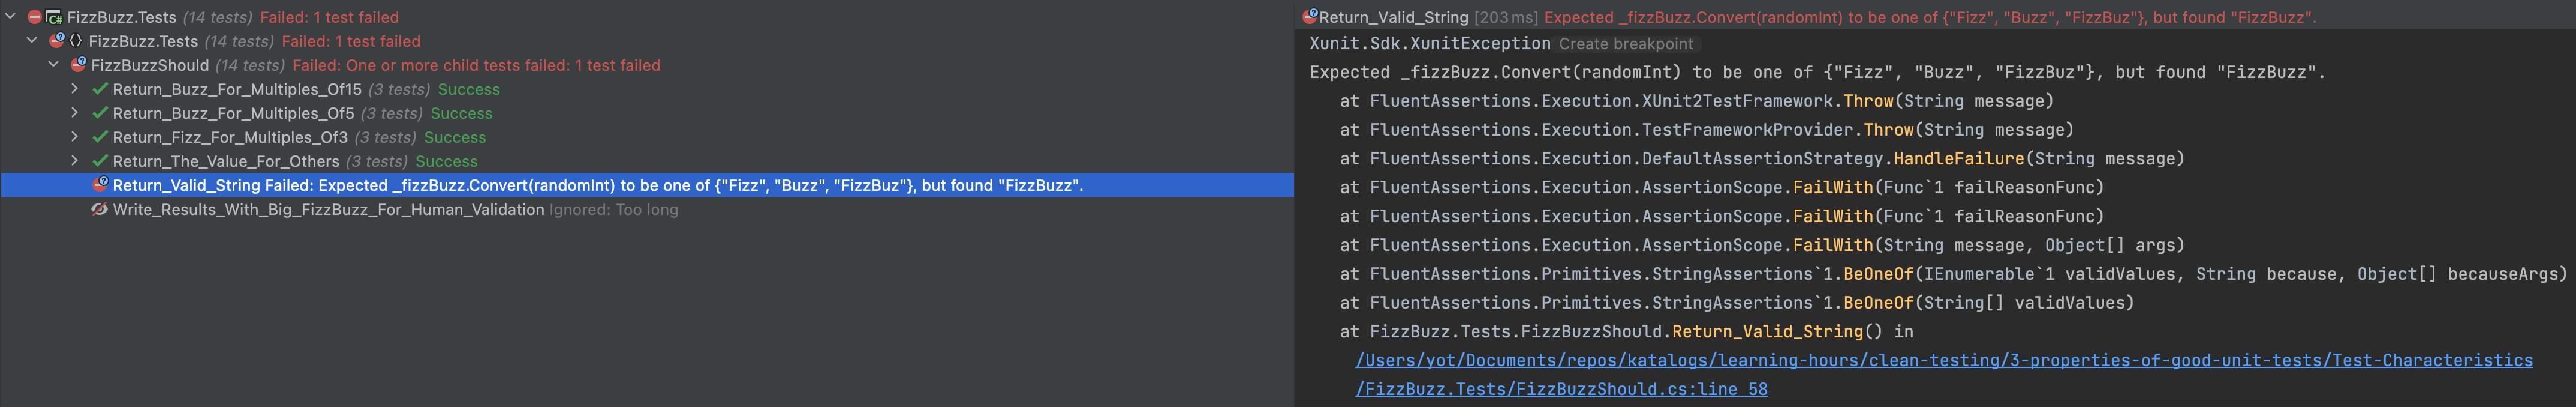 FizzBuzz.Tests (14 tests) Failed: 1 test failed
FizzBuzz.Tests (14 tests) Failed: 1 test failed
FizzBuzzShould (14 tests) Failed: One or more child tests failed: 1 test failed
Return_Buzz_For_Multiples_Of15 (3 tests) Success
Return_Buzz_For_Multiples_Of5 (3 tests) Success
Return_Fizz_For_Multiples_Of3 (3 tests) Success
Return_The_Value_For_Others (3 tests) Success
Return_Valid_String Failed: Expected _fizzBuzz.Convert(randomInt) to be one of {"Fizz", "Buzz", "FizzBuz"}, but found "FizzBuzz".
Write_Results_With_Big_FizzBuzz_For_Human_Validation Ignored: Too long
Return_Valid_String [203 ms] Expected _fizzBuzz.Convert(randomInt) to be one of {"Fizz", "Buzz", "FizzBuz"}, but found "FizzBuzz".
Xunit.Sdk.XunitException Create breakpoint
Expected _fizzBuzz.Convert(randomInt) to be one of {"Fizz", "Buzz", "FizzBuz"}, but found "FizzBuzz".
at FluentAssertions.Execution.XUnit2TestFramework.Throw(String message)
at FluentAssertions.Execution.TestFrameworkProvider.Throw(String message)
at FluentAssertions.Execution.DefaultAssertionStrategy.HandleFailure(String message)
at FluentAssertions.Execution.AssertionScope.FailWith(Func`1 failReasonFunc)
at FluentAssertions.Execution.AssertionScope.FailWith(Func`1 failReasonFunc)
at FluentAssertions.Execution.AssertionScope.FailWith(String message, Object[] args)
at FluentAssertions.Primitives.StringAssertions`1.BeOneOf(IEnumerable`1 validValues, String because, Object[] becauseArgs)
at FluentAssertions.Primitives.StringAssertions`1.BeOneOf(String[] validValues)
at FizzBuzz.Tests.FizzBuzzShould.Return_Valid_String() in
/Users/yot/Documents/repos/katalogs/learning-hours/clean-testing/3-properties-of-good-unit-tests/Test-Characteristics
/FizzBuzz.Tests/FizzBuzzShould.cs:line 58